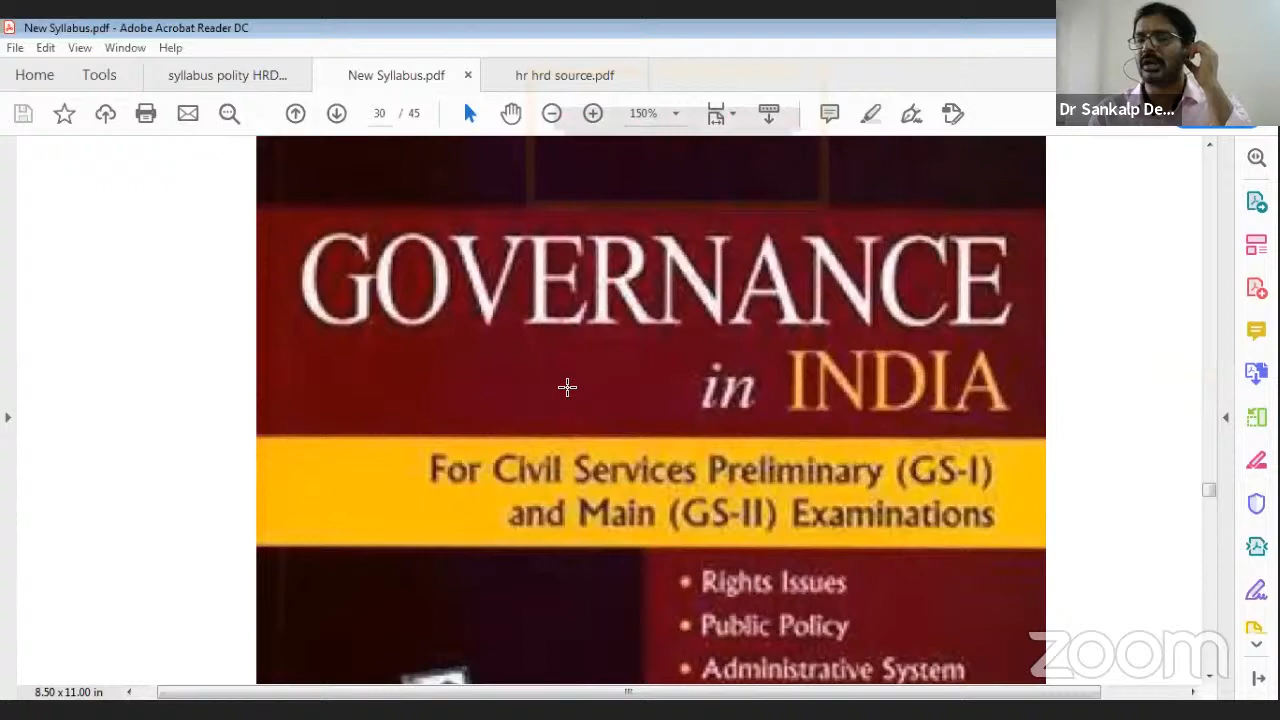 New Syllabus.pdf - Adobe Acrobat Reader DC
File Edit View Window Help
Home Tools syllabus polity HRD... New Syllabus.pdf × hr hrd source.pdf
30 / 45 150%
Dr Sankalp De...
GOVERNANCE
in INDIA
For Civil Services Preliminary (GS-I)
and Main (GS-II) Examinations
• Rights Issues
• Public Policy
• Administrative System
zoom
8.50 x 11.00 in